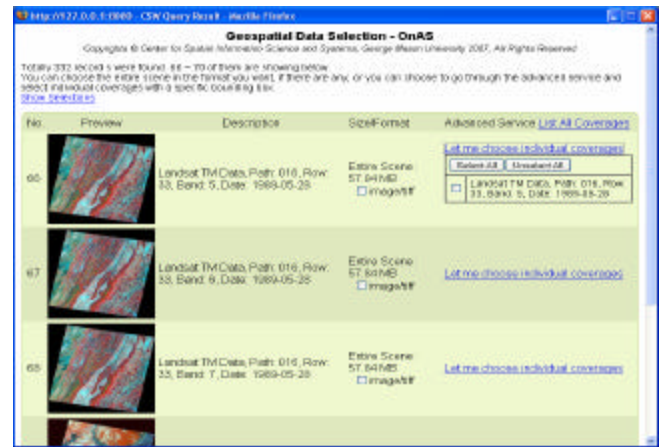 http://127.0.0.1:8080 - CSW Query Result - Mozilla Firefox
Geospatial Data Selection - OnAS
Copyrights © Center for Spatial Information Science and Systems, George Mason University 2007, All Rights Reserved
Totally 332 record s were found. 66 – 70 of them are showing below.
You can choose the entire scene in the format you want, if there are any, or you can choose to go through the advanced service and
select individual coverages with a specific bounding box.
Show Selections
No. Preview Description Size/Format Advanced Service List All Coverages
66
Landsat TM Data, Path: 016, Row:
33, Band: 5, Date: 1989-05-28
Entire Scene
57.84MB
image/tiff
Let me choose individual coverages
Select All Unselect All
Landsat TM Data, Path: 016, Row:
33, Band: 5, Date: 1989-05-28
67
Landsat TM Data, Path: 016, Row:
33, Band: 6, Date: 1989-05-28
Entire Scene
57.84MB
image/tiff
Let me choose individual coverages
68
Landsat TM Data, Path: 016, Row:
33, Band: 7, Date: 1989-05-28
Entire Scene
57.84MB
image/tiff
Let me choose individual coverages